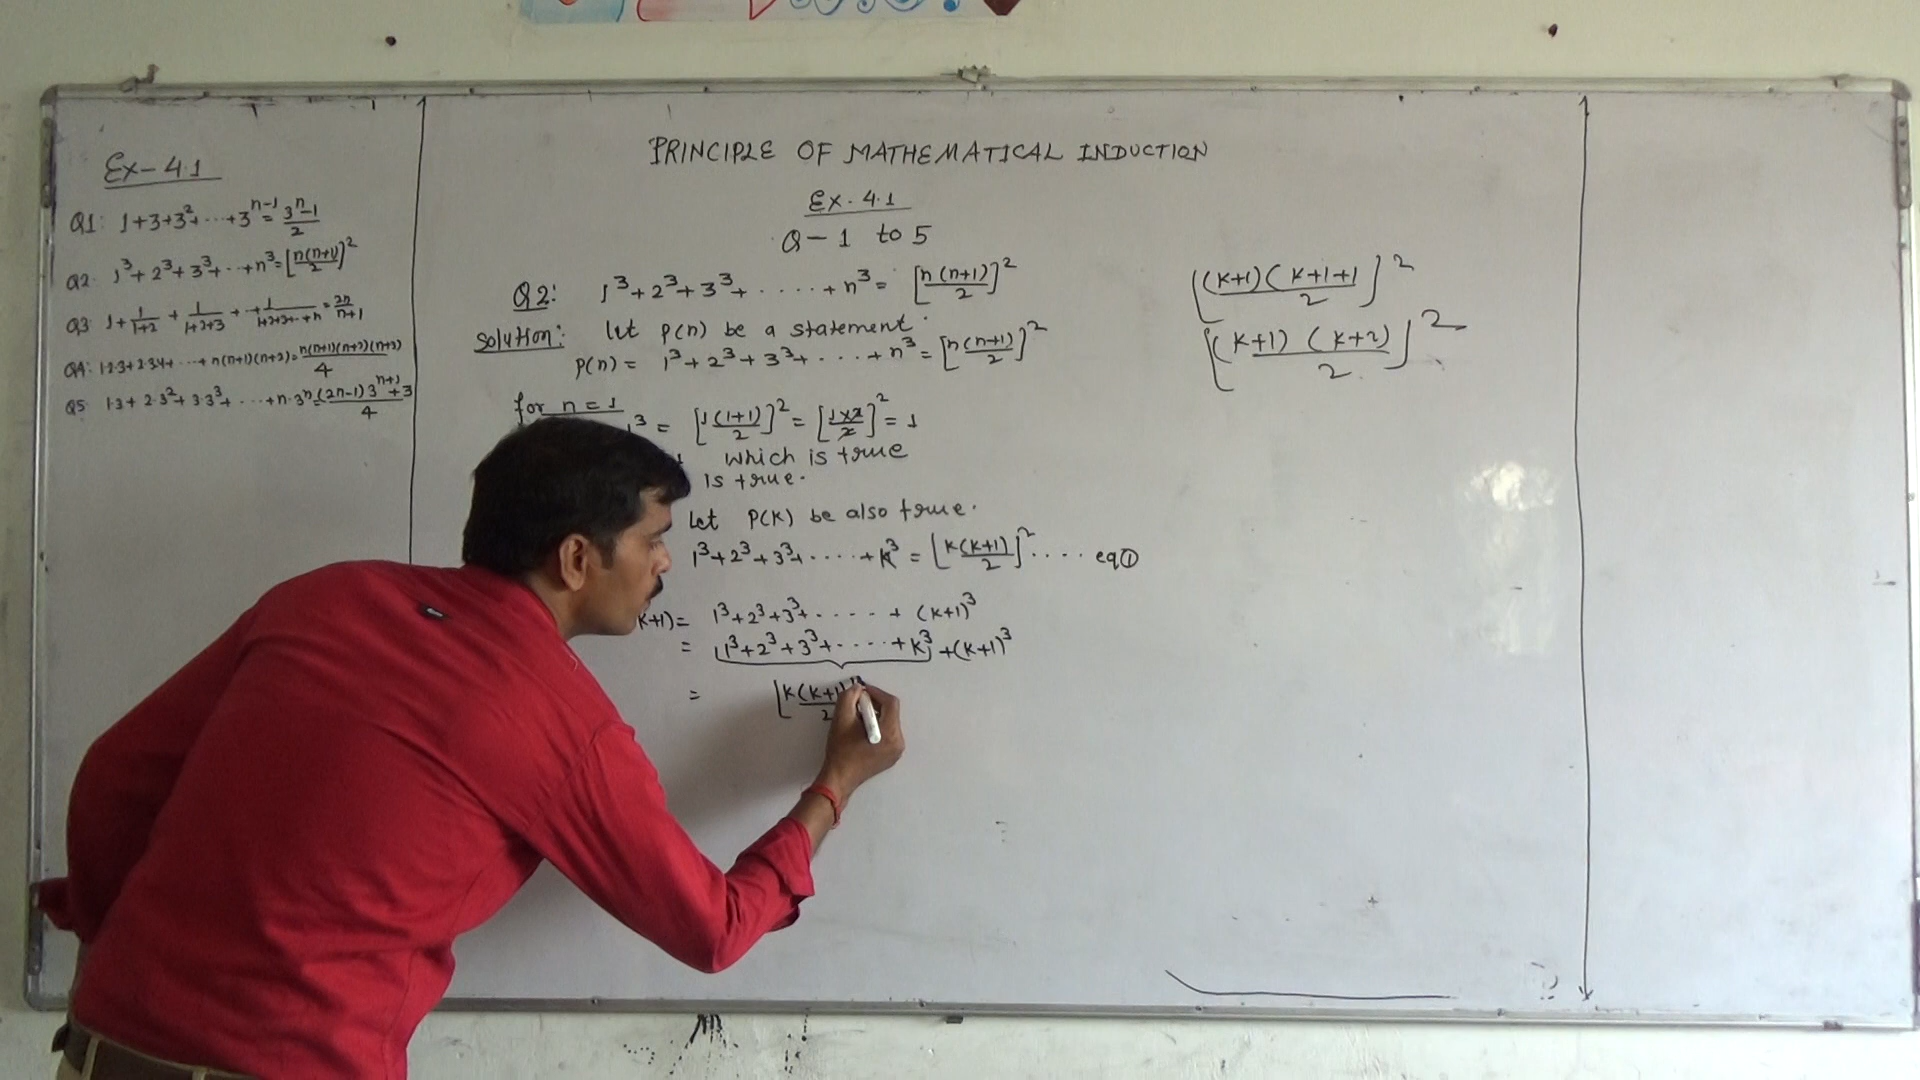 Ex-4.1
Q1: 1+3+3²+...+3ⁿ⁻¹=3ⁿ-1/2
Q2. 1³+2³+3³+...+n³=[n(n+1)/2]²
Q3 1+1/1+2+1/1+2+3+...+1/1+2+3+...+n=2n/n+1
Q4: 1.2.3+2.3.4+...+n(n+1)(n+2)=n(n+1)(n+2)(n+3)/4
Q5 1.3+2.3²+3.3³+...+n.3ⁿ=(2n-1)3ⁿ⁺¹+3/4
PRINCIPLE OF MATHEMATICAL INDUCTION
Ex. 4.1
Q-1 to 5
Q2: 1³+2³+3³+.....+n³=[n(n+1)/2]²
Solution: let P(n) be a statement.
P(n)= 1³+2³+3³+....+n³=[n(n+1)/2]²
for n=1
1³ = [1(1+1)/2]²=[1×2/2]²=1
which is true
is true.
Let P(K) be also true.
1³+2³+3³+.....+k³=[k(k+1)/2]².... eq①
k+1)= 1³+2³+3³+.....+(k+1)³
= 1³+2³+3³+.....+k³+(k+1)³
= [k(k+1)/2
[(k+1)(k+1+1)/2]²
[(k+1)(k+2)/2]²